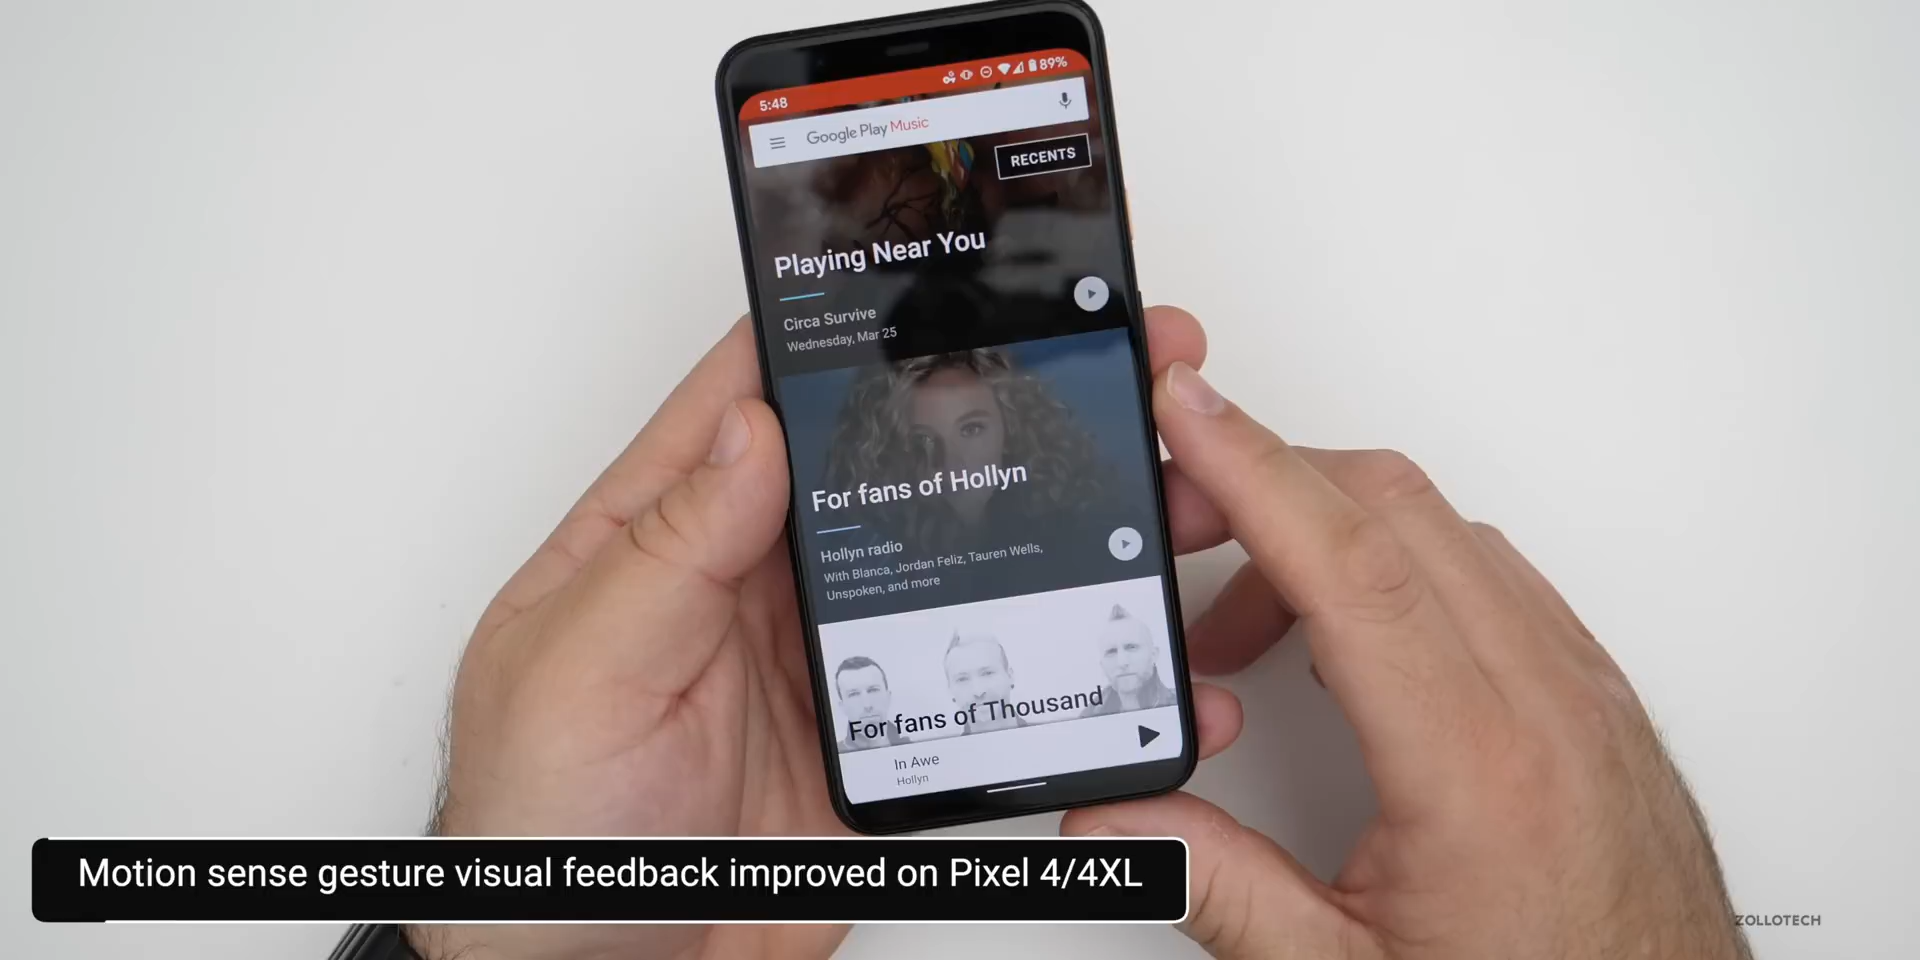 5:48
89%
Google Play Music
RECENTS
Playing Near You
Circa Survive
Wednesday, Mar 25
For fans of Hollyn
Hollyn radio
With Blanca, Jordan Feliz, Tauren Wells,
Unspoken, and more
For fans of Thousand
In Awe
Hollyn
Motion sense gesture visual feedback improved on Pixel 4/4XL
ZOLLOTECH